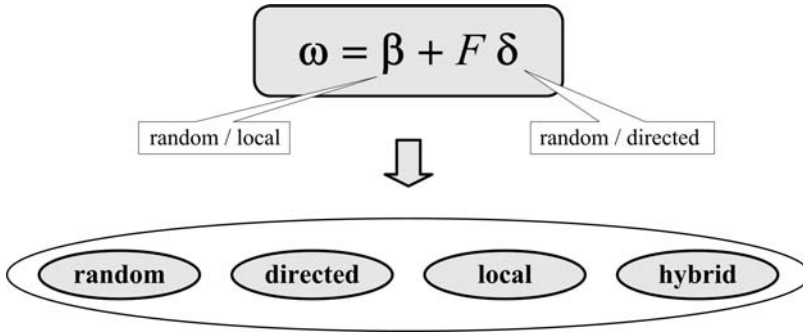 ω = β + F δ
random / local
random / directed
random
directed
local
hybrid